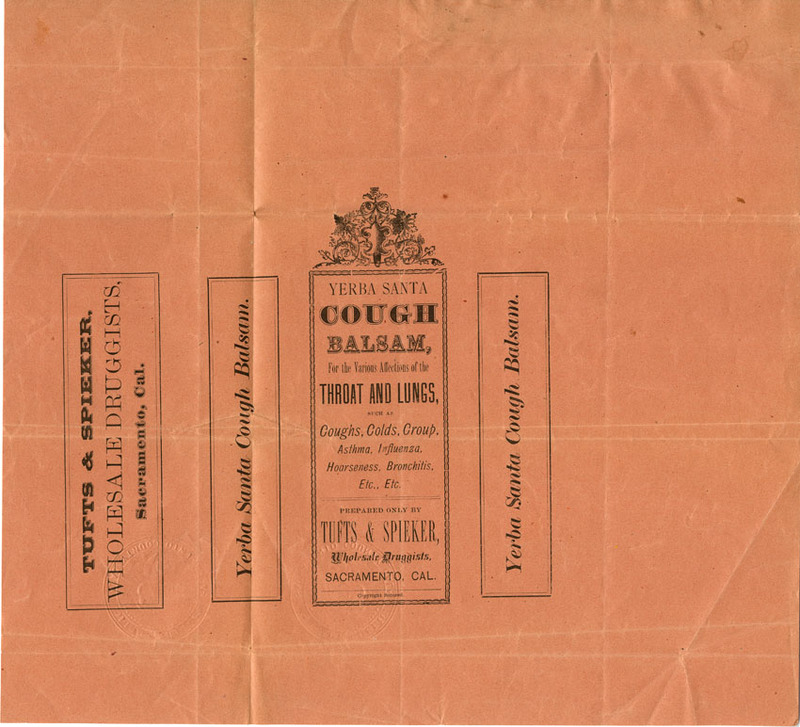 TUFTS & SPIEKER,
WHOLESALE DRUGGISTS,
Sacramento, Cal.
Yerba Santa Cough Balsam.
YERBA SANTA
COUGH
BALSAM,
For the Various Affections of the
THROAT AND LUNGS,
SUCH AS
Coughs, Colds, Croup,
Asthma, Influenza,
Hoarseness, Bronchitis,
Etc., Etc.
PREPARED ONLY BY
TUFTS & SPIEKER,
Wholesale Druggists,
SACRAMENTO, CAL.
Copyright Secured.
Yerba Santa Cough Balsam.